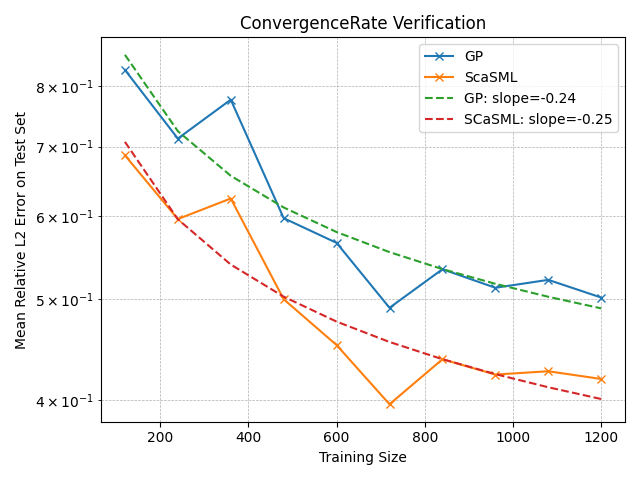 ConvergenceRate Verification
GP
ScaSML
GP: slope=-0.24
SCaSML: slope=-0.25
Mean Relative L2 Error on Test Set
8 × 10⁻¹
7 × 10⁻¹
6 × 10⁻¹
5 × 10⁻¹
4 × 10⁻¹
200 400 600 800 1000 1200
Training Size